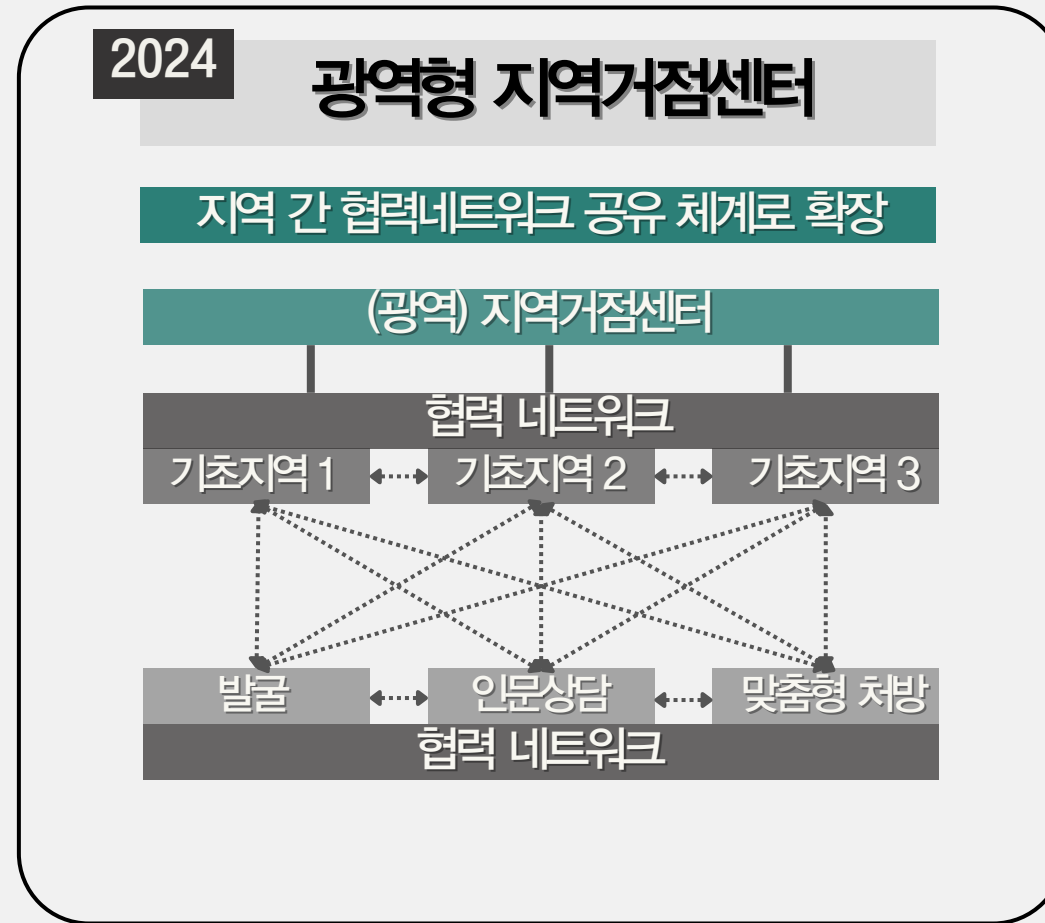 2024
광역형 지역거점센터
지역 간 협력네트워크 공유 체계로 확장
(광역) 지역거점센터
협력 네트워크
기초지역 1
기초지역 2
기초지역 3
발굴
인문상담
맞춤형 처방
협력 네트워크